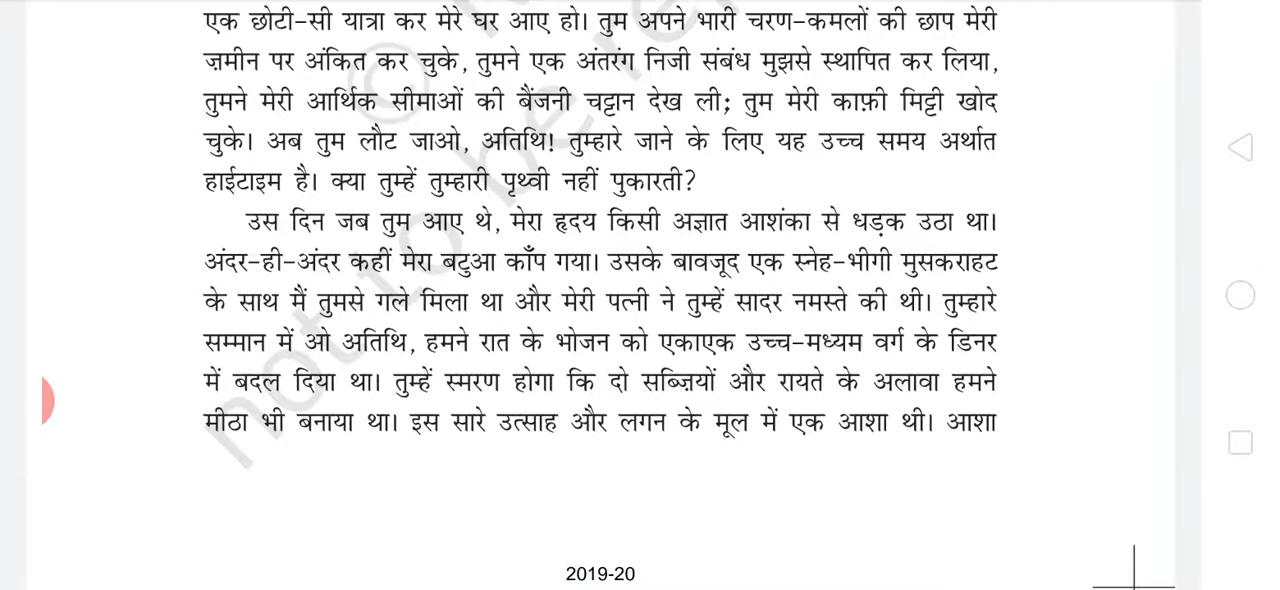 एक छोटी-सी यात्रा कर मेरे घर आए हो। तुम अपने भारी चरण-कमलों की छाप मेरी
ज़मीन पर अंकित कर चुके, तुमने एक अंतरंग निजी संबंध मुझसे स्थापित कर लिया,
तुमने मेरी आर्थिक सीमाओं की बैंजनी चट्टान देख ली; तुम मेरी काफ़ी मिट्टी खोद
चुके। अब तुम लौट जाओ, अतिथि! तुम्हारे जाने के लिए यह उच्च समय अर्थात
हाईटाइम है। क्या तुम्हें तुम्हारी पृथ्वी नहीं पुकारती?
उस दिन जब तुम आए थे, मेरा हृदय किसी अज्ञात आशंका से धड़क उठा था।
अंदर-ही-अंदर कहीं मेरा बटुआ काँप गया। उसके बावजूद एक स्नेह-भीगी मुसकराहट
के साथ मैं तुमसे गले मिला था और मेरी पत्नी ने तुम्हें सादर नमस्ते की थी। तुम्हारे
सम्मान में ओ अतिथि, हमने रात के भोजन को एकाएक उच्च-मध्यम वर्ग के डिनर
में बदल दिया था। तुम्हें स्मरण होगा कि दो सब्ज़ियों और रायते के अलावा हमने
मीठा भी बनाया था। इस सारे उत्साह और लगन के मूल में एक आशा थी। आशा
not to be re
2019-20